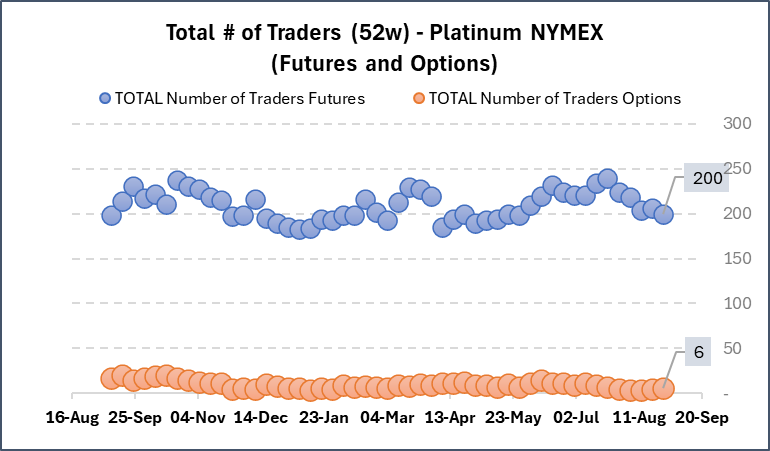 Total # of Traders (52w) - Platinum NYMEX
(Futures and Options)
TOTAL Number of Traders Futures TOTAL Number of Traders Options
300
250
200
200
150
100
6
50
-
16-Aug 25-Sep 04-Nov 14-Dec 23-Jan 04-Mar 13-Apr 23-May 02-Jul 11-Aug 20-Sep